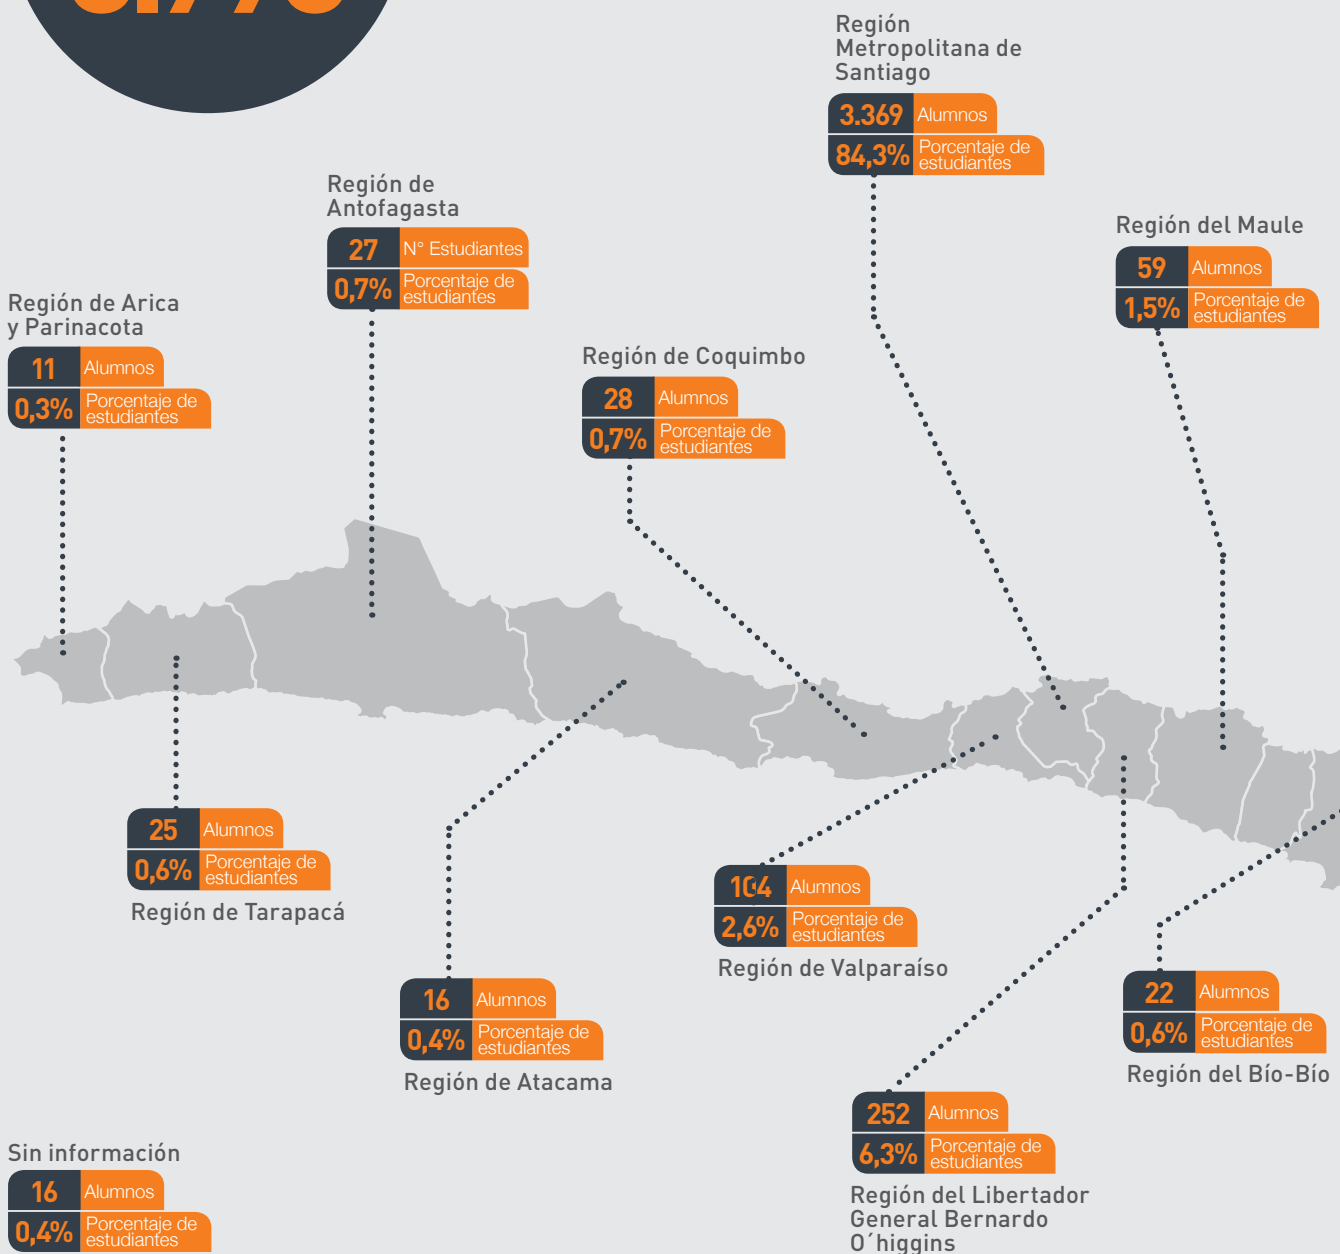 Región
Metropolitana de
Santiago
3.369 Alumnos
84,3% Porcentaje de
estudiantes
Región de
Antofagasta
27 N° Estudiantes
0,7% Porcentaje de
estudiantes
Región del Maule
59 Alumnos
1,5% Porcentaje de
estudiantes
Región de Arica
y Parinacota
11 Alumnos
0,3% Porcentaje de
estudiantes
Región de Coquimbo
28 Alumnos
0,7% Porcentaje de
estudiantes
25 Alumnos
0,6% Porcentaje de
estudiantes
Región de Tarapacá
104 Alumnos
2,6% Porcentaje de
estudiantes
Región de Valparaíso
16 Alumnos
0,4% Porcentaje de
estudiantes
Región de Atacama
22 Alumnos
0,6% Porcentaje de
estudiantes
Región del Bío-Bío
252 Alumnos
6,3% Porcentaje de
estudiantes
Región del Libertador
General Bernardo
O´higgins
Sin información
16 Alumnos
0,4% Porcentaje de
estudiantes